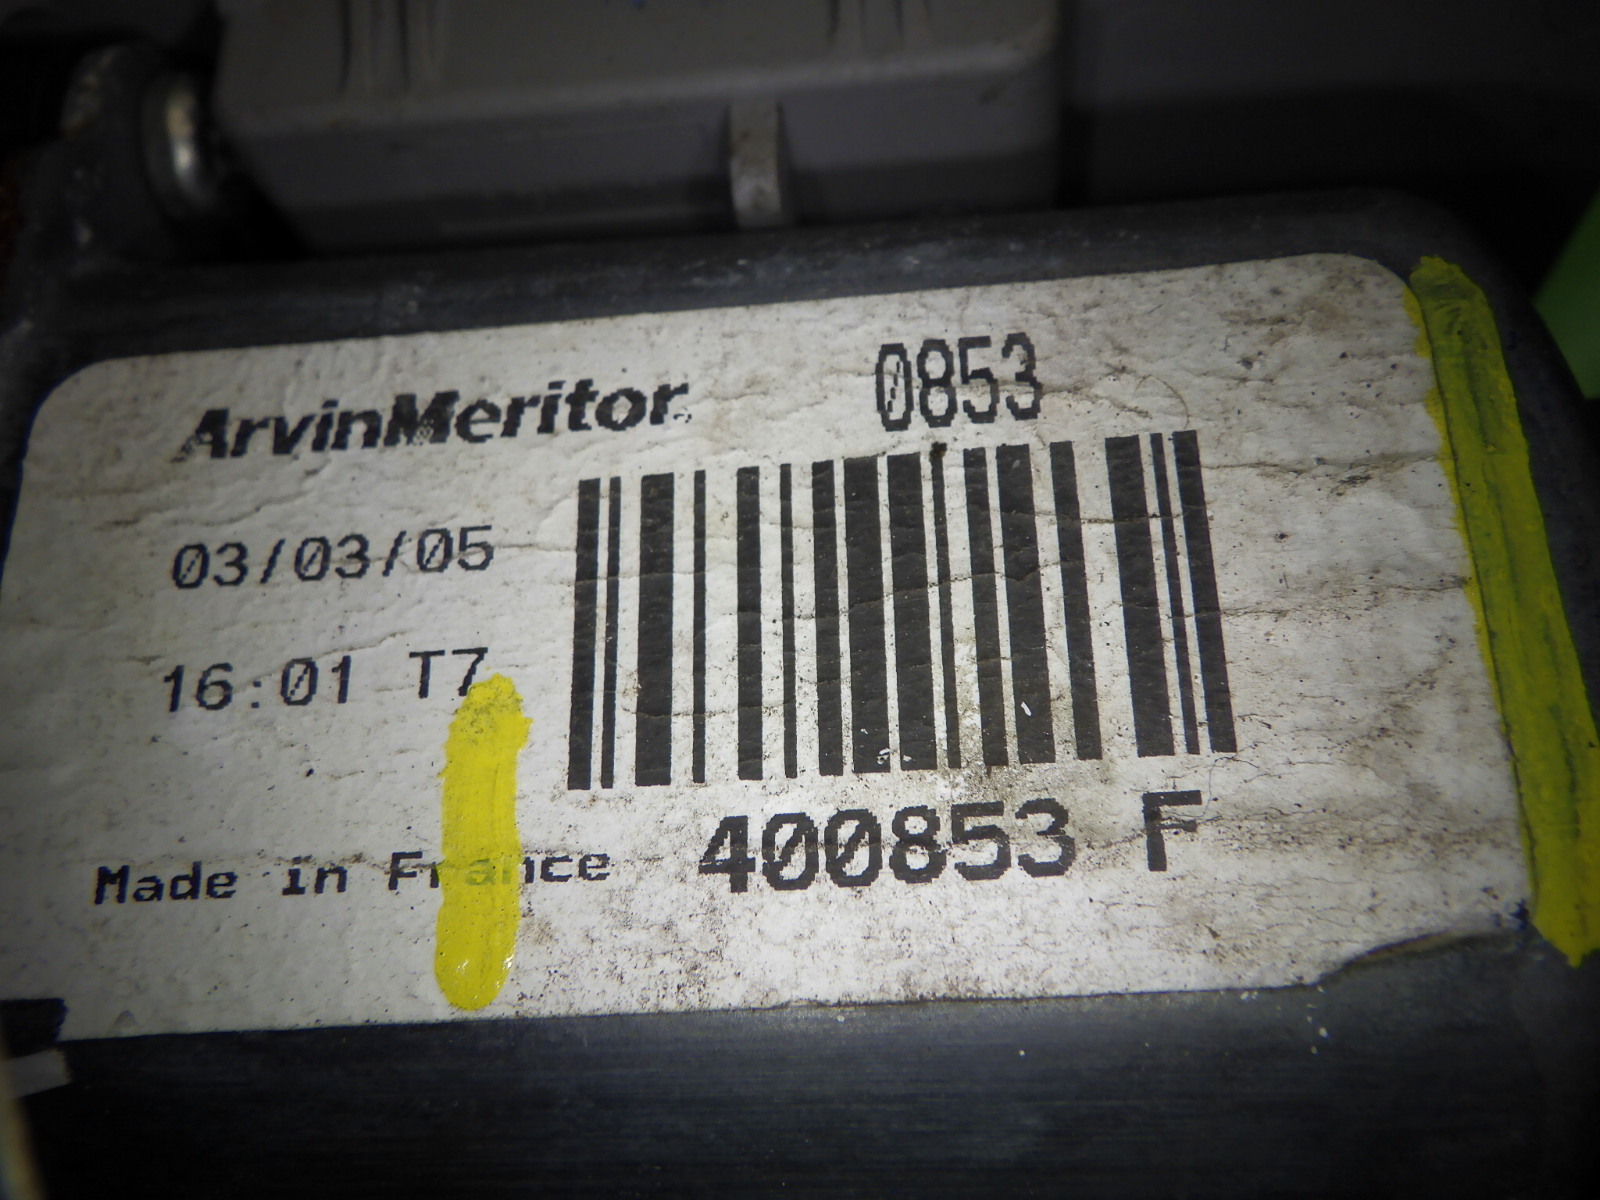 ArvinMeritor 0853
03/03/05
16:01 T7
Made in France 400853 F